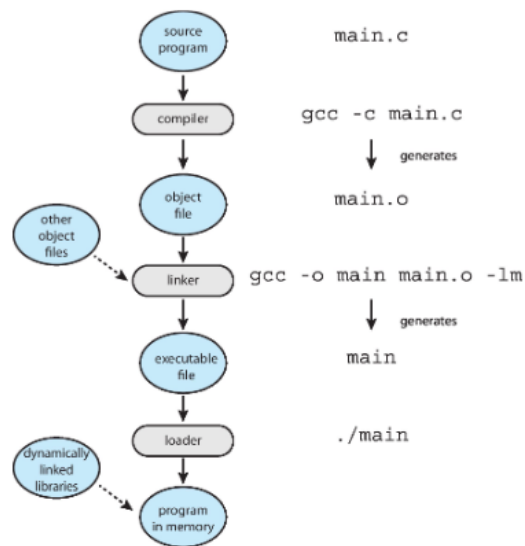 source
program
main.c
compiler
gcc -c main.c
generates
object
file
main.o
other
object
files
linker
gcc -o main main.o -lm
generates
executable
file
main
loader
./main
dynamically
linked
libraries
program
in memory